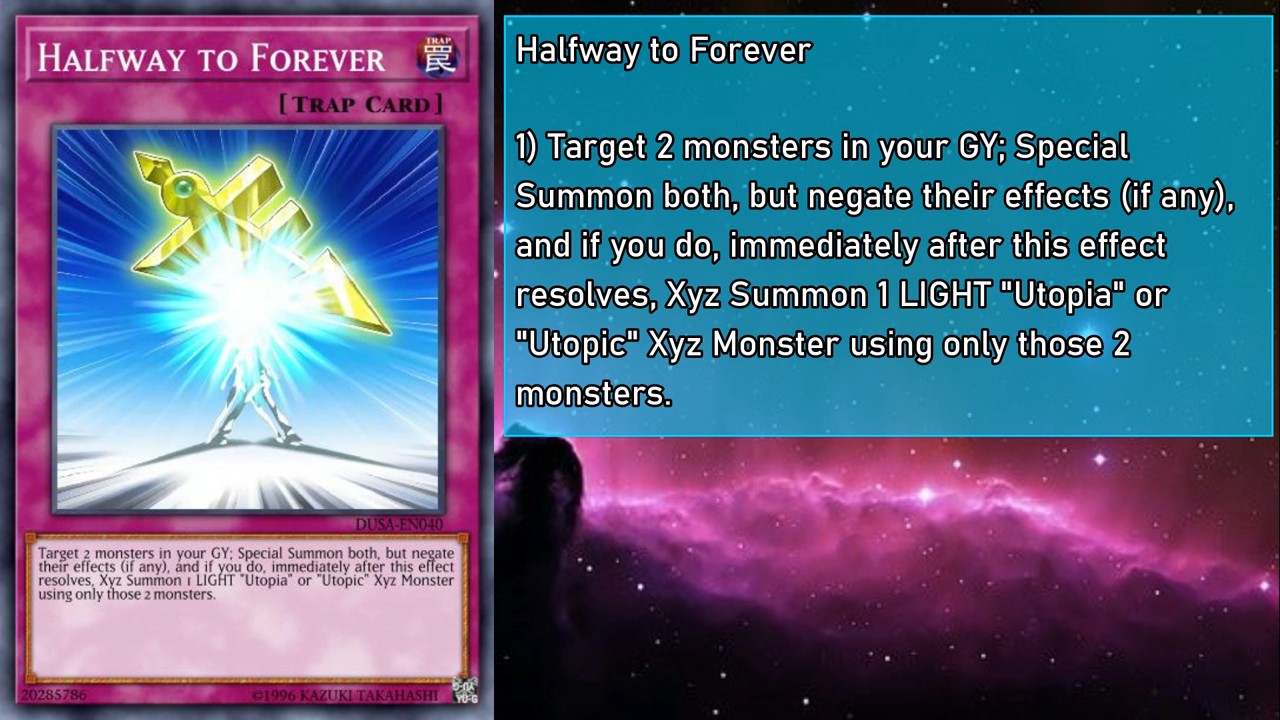 HALFWAY TO FOREVER
TRAP
罠
[TRAP CARD]
DUSA-EN040
Target 2 monsters in your GY; Special Summon both, but negate
their effects (if any), and if you do, immediately after this effect
resolves, Xyz Summon 1 LIGHT "Utopia" or "Utopic" Xyz Monster
using only those 2 monsters.
20285786
©1996 KAZUKI TAKAHASHI
Halfway to Forever
1) Target 2 monsters in your GY; Special
Summon both, but negate their effects (if any),
and if you do, immediately after this effect
resolves, Xyz Summon 1 LIGHT "Utopia" or
"Utopic" Xyz Monster using only those 2
monsters.